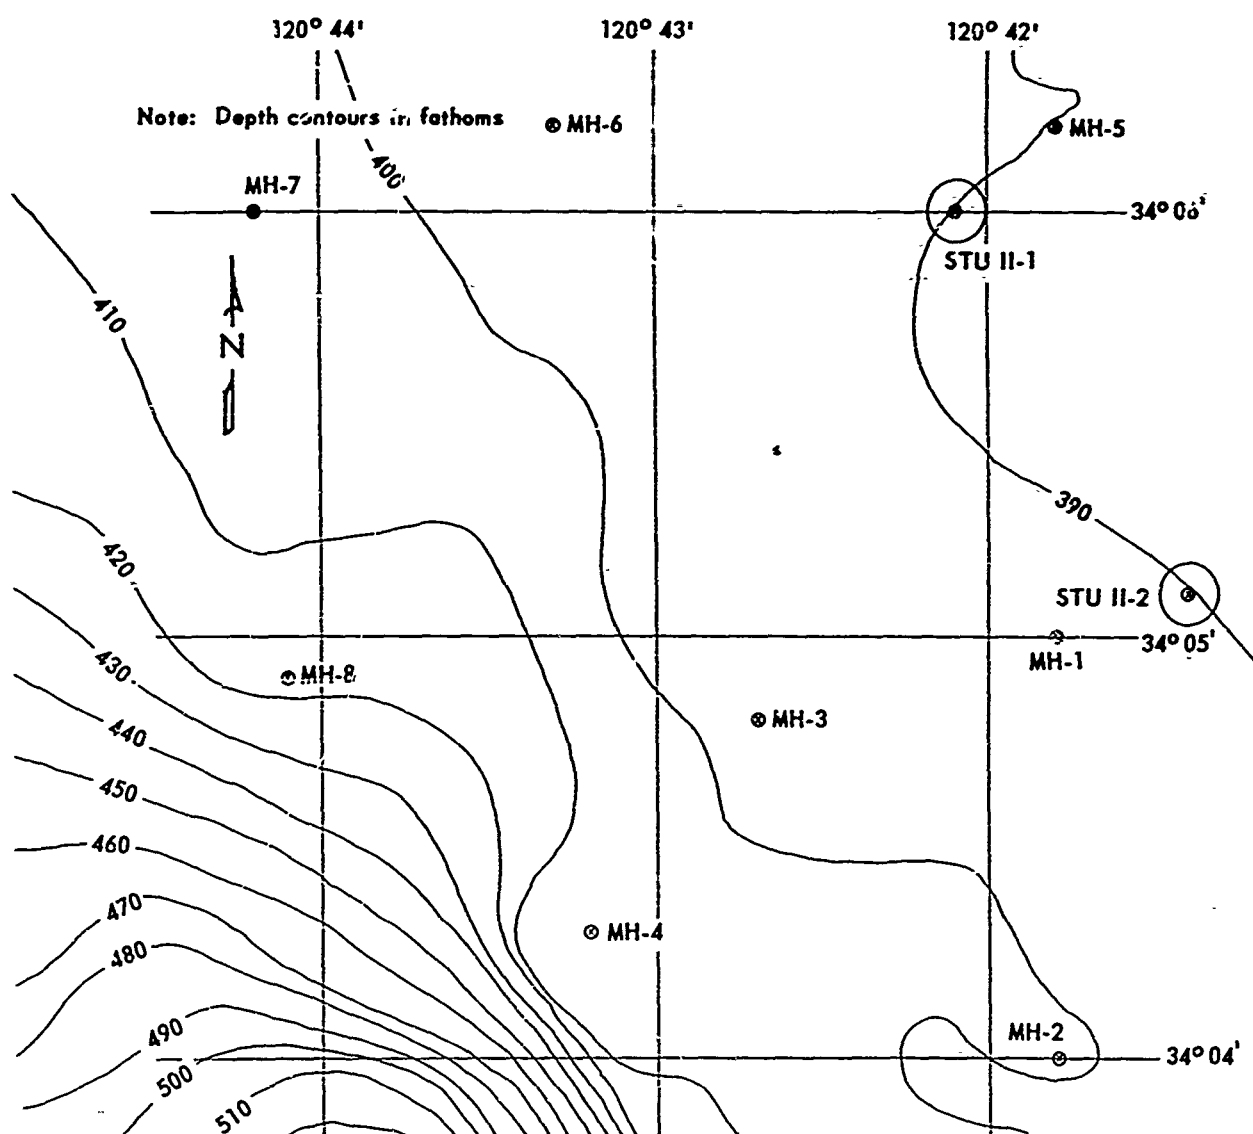 120° 44'
120° 43'
120° 42'
Note: Depth contours in fathoms
MH-6
MH-5
400
MH-7
34° 06'
STU II-1
410
N
390
420
STU II-2
34° 05'
MH-1
430
MH-8
MH-3
440
450
460
470
MH-4
480
490
MH-2
34° 04'
500
510